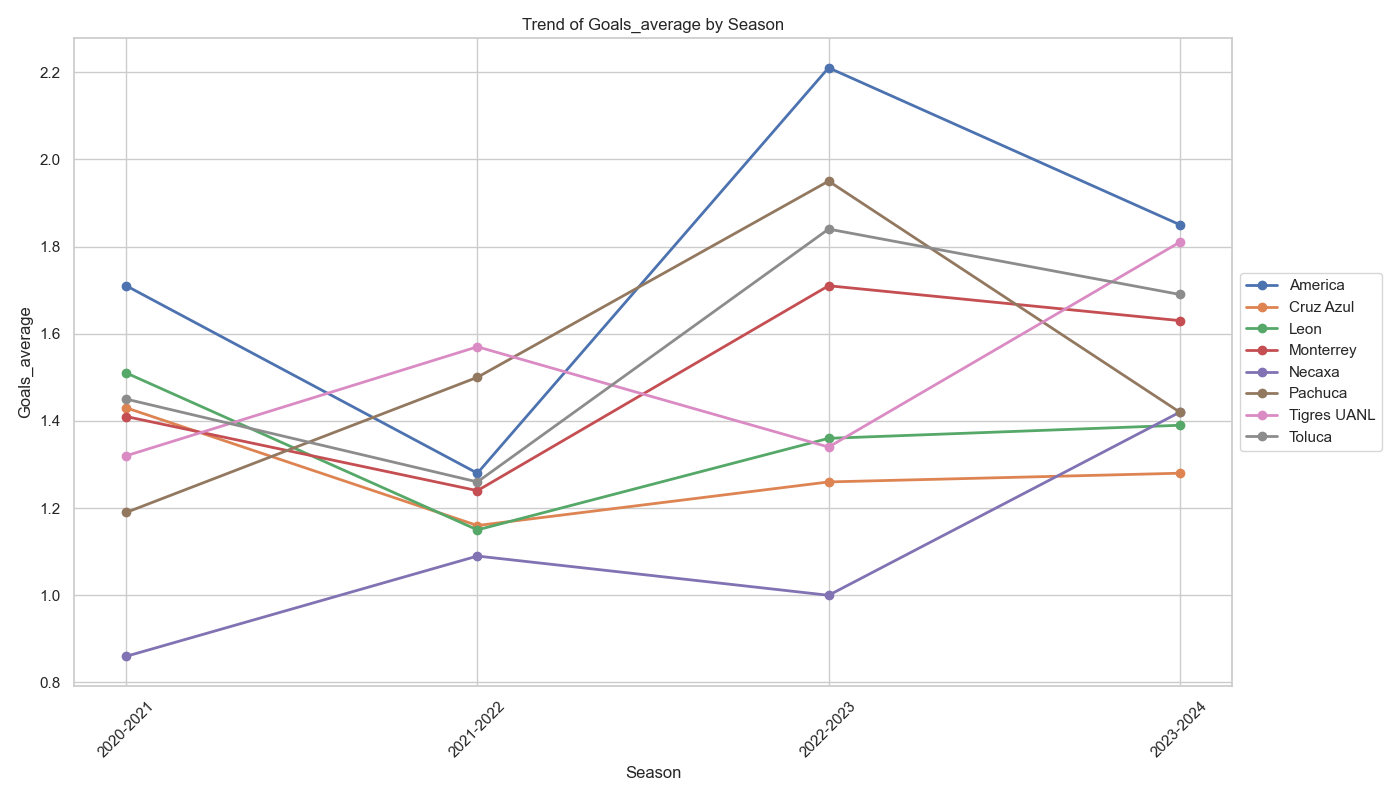 Trend of Goals_average by Season
Goals_average
2.2
2.0
1.8
1.6
1.4
1.2
1.0
0.8
2020-2021
2021-2022
2022-2023
2023-2024
Season
America
Cruz Azul
Leon
Monterrey
Necaxa
Pachuca
Tigres UANL
Toluca